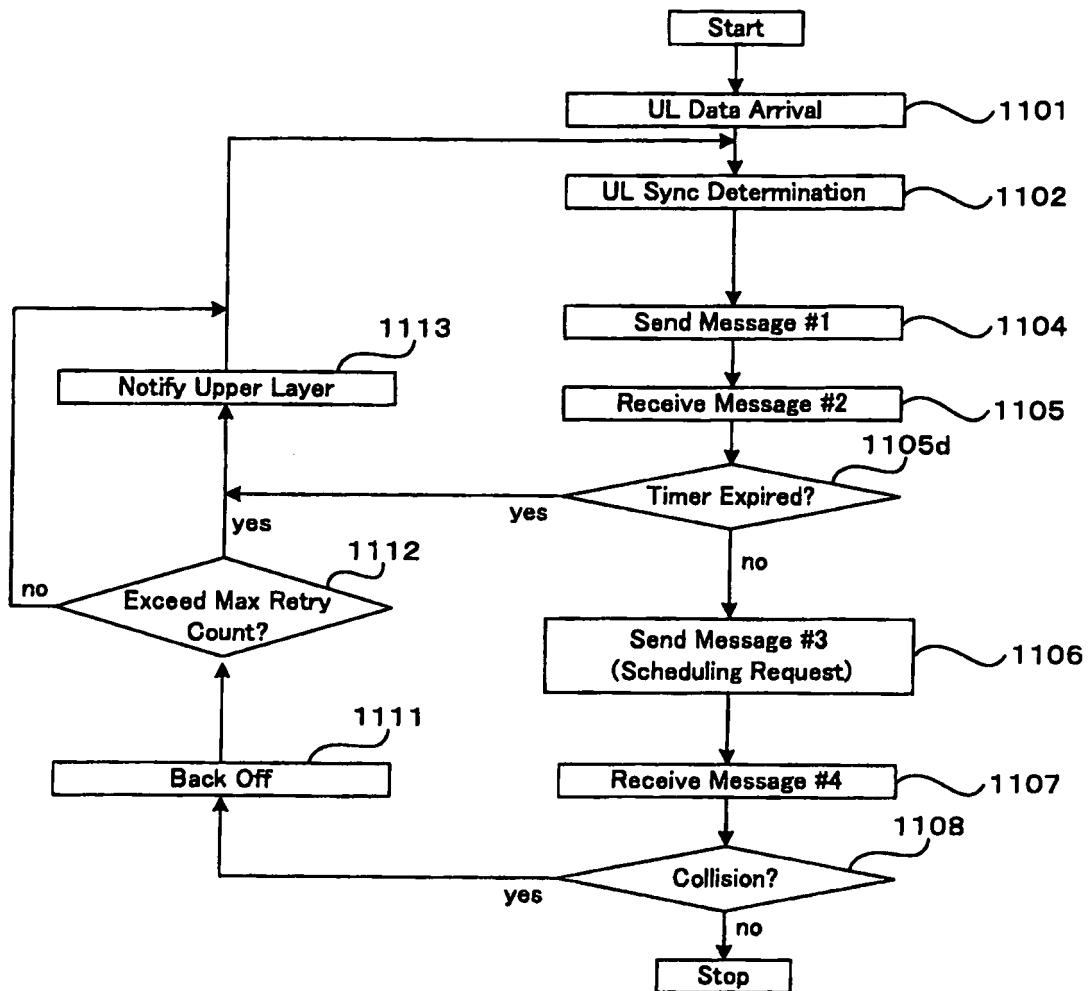 Start
UL Data Arrival
1101
UL Sync Determination
1102
Send Message #1
1104
1113
Notify Upper Layer
Receive Message #2
1105
1105d
Timer Expired?
yes
yes
no
1112
no
Exceed Max Retry
Count?
Send Message #3
(Scheduling Request)
1106
1111
Back Off
Receive Message #4
1107
1108
Collision?
yes
no
Stop